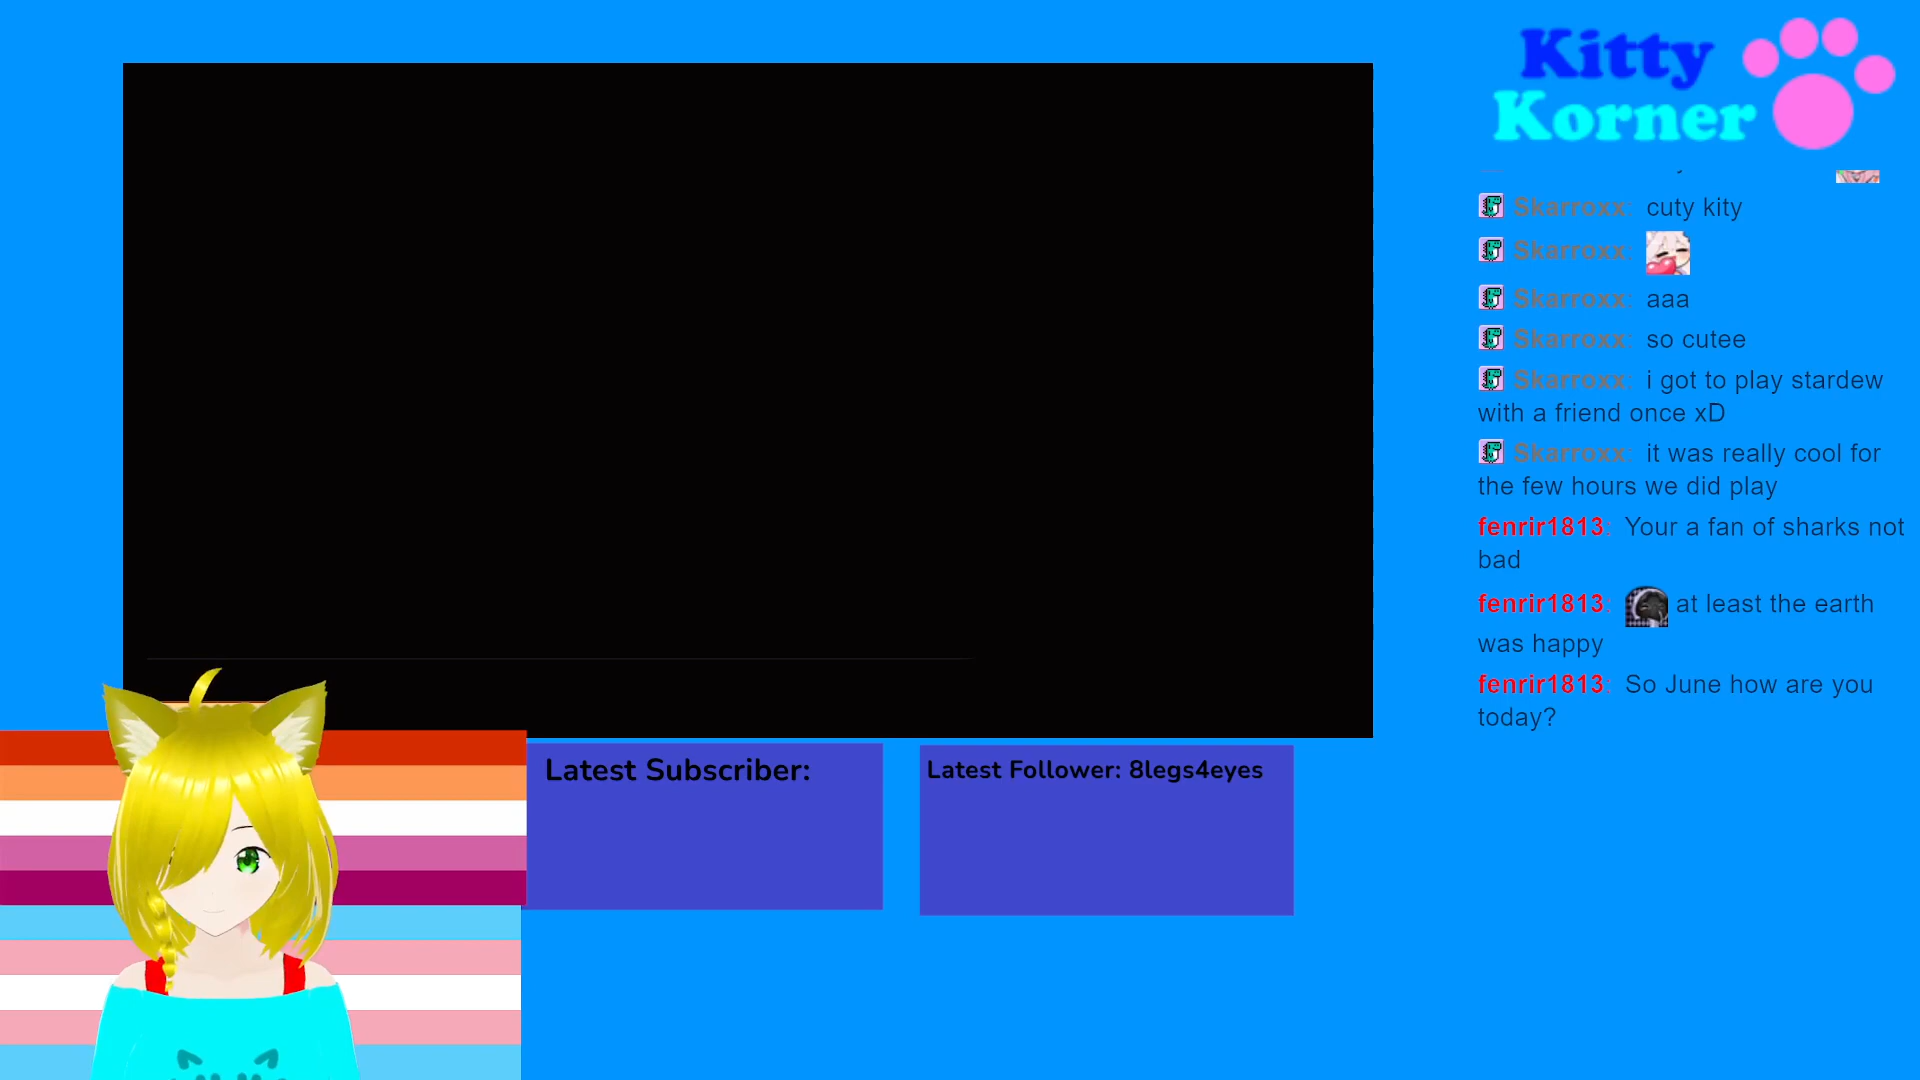 Kitty
Korner
Skarroxx: cuty kity
Skarroxx:
Skarroxx: aaa
Skarroxx: so cutee
Skarroxx: i got to play stardew
with a friend once xD
Skarroxx: it was really cool for
the few hours we did play
fenrir1813: Your a fan of sharks not
bad
fenrir1813: at least the earth
was happy
fenrir1813: So June how are you
today?
Latest Subscriber:
Latest Follower: 8legs4eyes